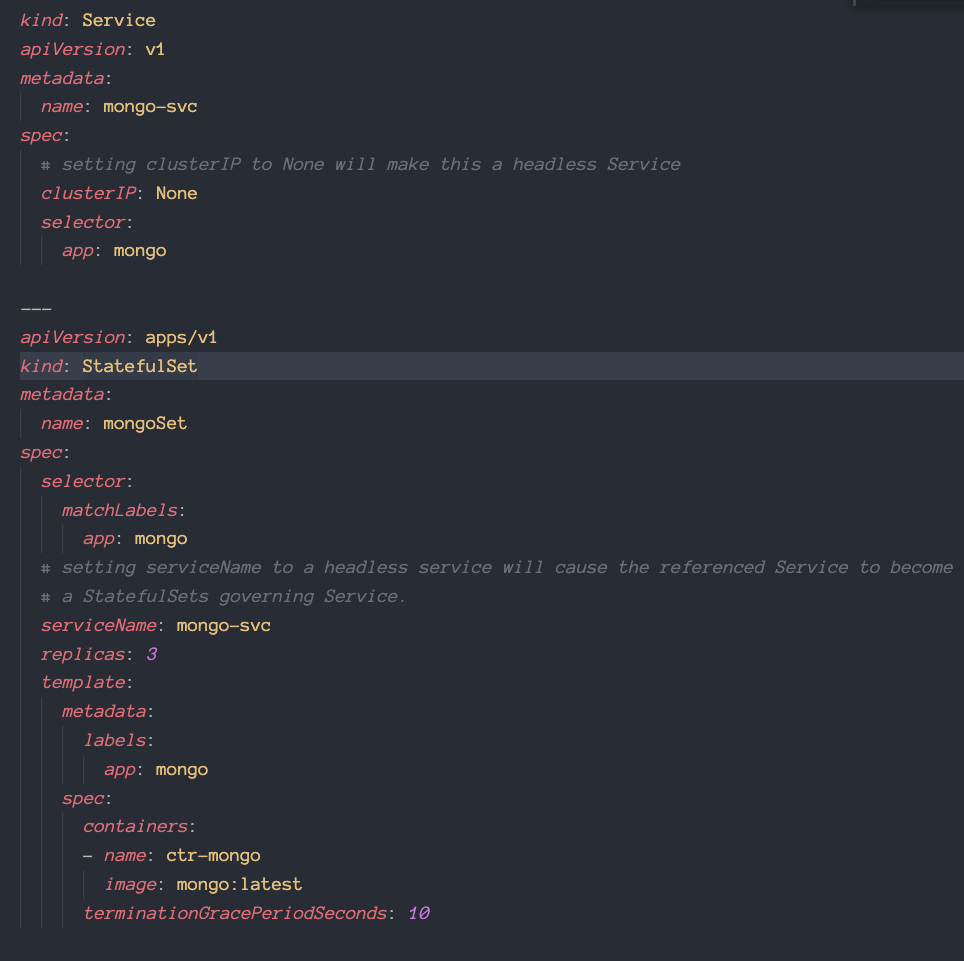 kind: Service
apiVersion: v1
metadata:
  name: mongo-svc
spec:
  # setting clusterIP to None will make this a headless Service
  clusterIP: None
  selector:
    app: mongo

---
apiVersion: apps/v1
kind: StatefulSet
metadata:
  name: mongoSet
spec:
  selector:
    matchLabels:
      app: mongo
  # setting serviceName to a headless service will cause the referenced Service to become
  # a StatefulSets governing Service.
  serviceName: mongo-svc
  replicas: 3
  template:
    metadata:
      labels:
        app: mongo
    spec:
      containers:
      - name: ctr-mongo
        image: mongo:latest
      terminationGracePeriodSeconds: 10